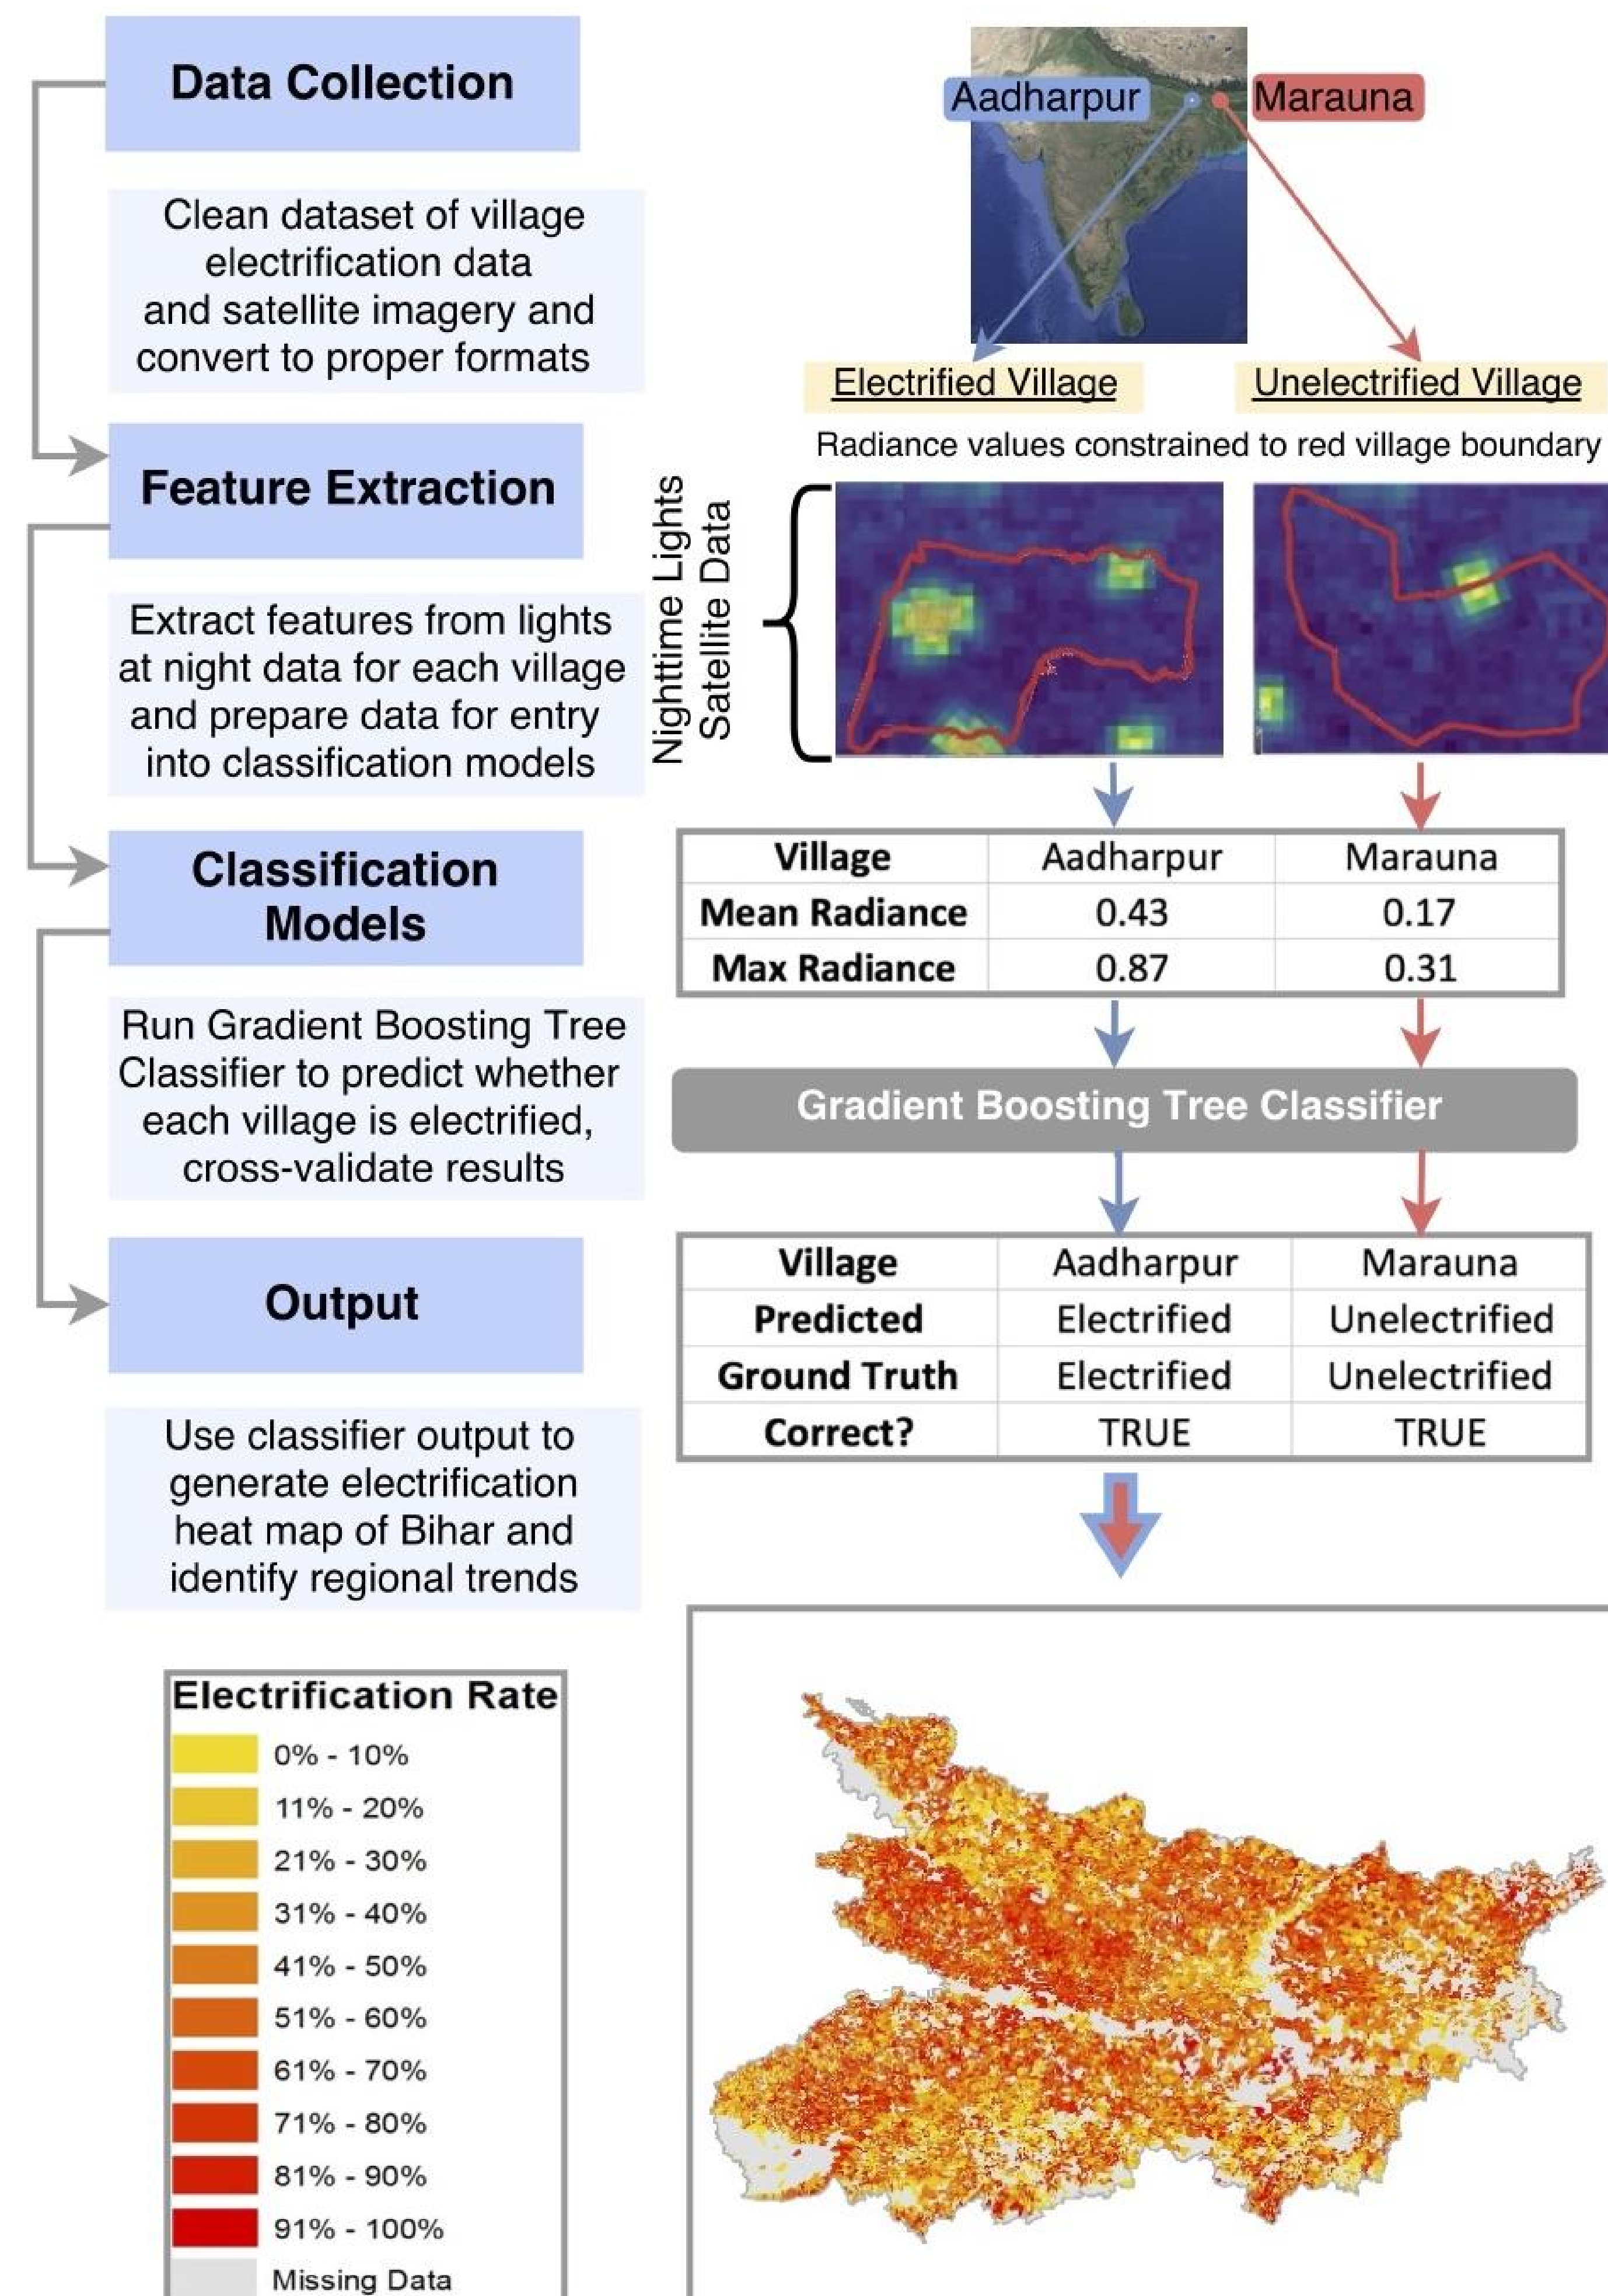 Data Collection
Clean dataset of village
electrification data
and satellite imagery and
convert to proper formats
Feature Extraction
Extract features from lights
at night data for each village
and prepare data for entry
into classification models
Classification
Models
Run Gradient Boosting Tree
Classifier to predict whether
each village is electrified,
cross-validate results
Output
Use classifier output to
generate electrification
heat map of Bihar and
identify regional trends
Aadharpur
Marauna
Electrified Village
Unelectrified Village
Radiance values constrained to red village boundary
Nighttime Lights
Satellite Data
Village Aadharpur Marauna
Mean Radiance 0.43 0.17
Max Radiance 0.87 0.31
Gradient Boosting Tree Classifier
Village Aadharpur Marauna
Predicted Electrified Unelectrified
Ground Truth Electrified Unelectrified
Correct? TRUE TRUE
Electrification Rate
0% - 10%
11% - 20%
21% - 30%
31% - 40%
41% - 50%
51% - 60%
61% - 70%
71% - 80%
81% - 90%
91% - 100%
Missing Data